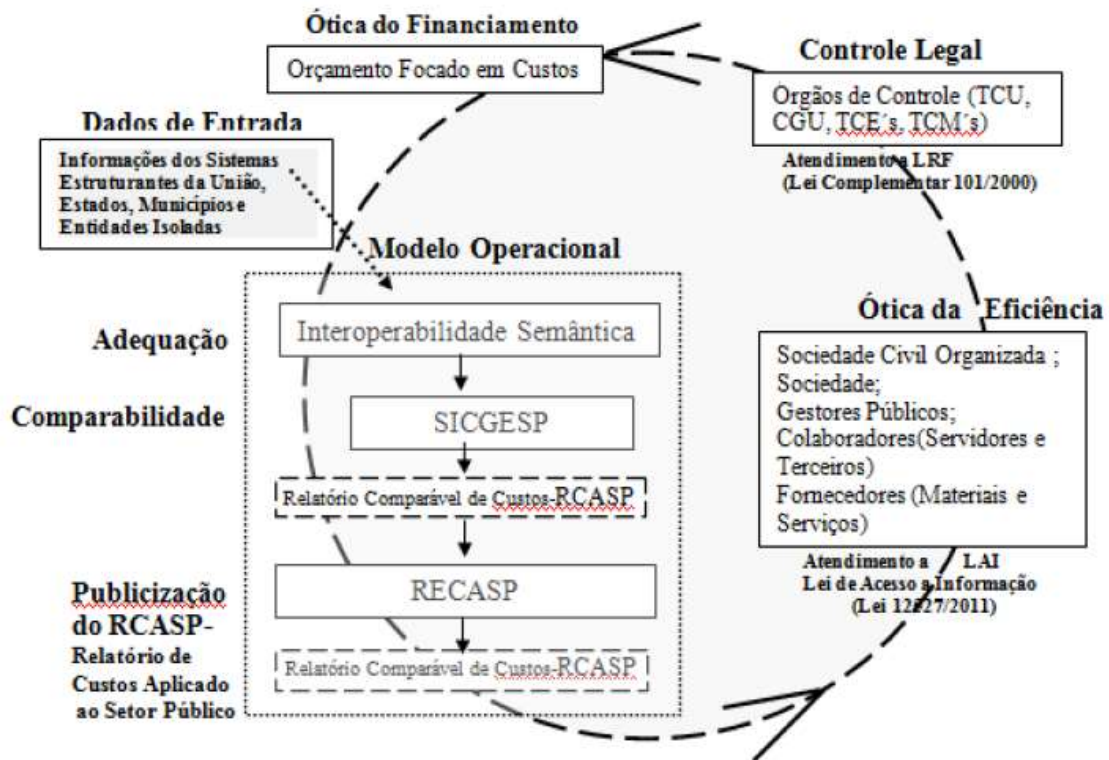 Ótica do Financiamento
Orçamento Focado em Custos
Controle Legal
Órgãos de Controle (TCU,
CGU, TCE´s, TCM´s)
Atendimento a LRF
(Lei Complementar 101/2000)
Dados de Entrada
Informações dos Sistemas
Estruturantes da União,
Estados, Municípios e
Entidades Isoladas
Modelo Operacional
Adequação
Interoperabilidade Semântica
Comparabilidade
SICGESP
Relatório Comparável de Custos-RCASP
RECASP
Relatório Comparável de Custos-RCASP
Publicização
do RCASP-
Relatório de
Custos Aplicado
ao Setor Público
Ótica da Eficiência
Sociedade Civil Organizada ;
Sociedade;
Gestores Públicos;
Colaboradores(Servidores e
Terceiros)
Fornecedores (Materiais e
Serviços)
Atendimento a LAI
Lei de Acesso a Informação
(Lei 12527/2011)